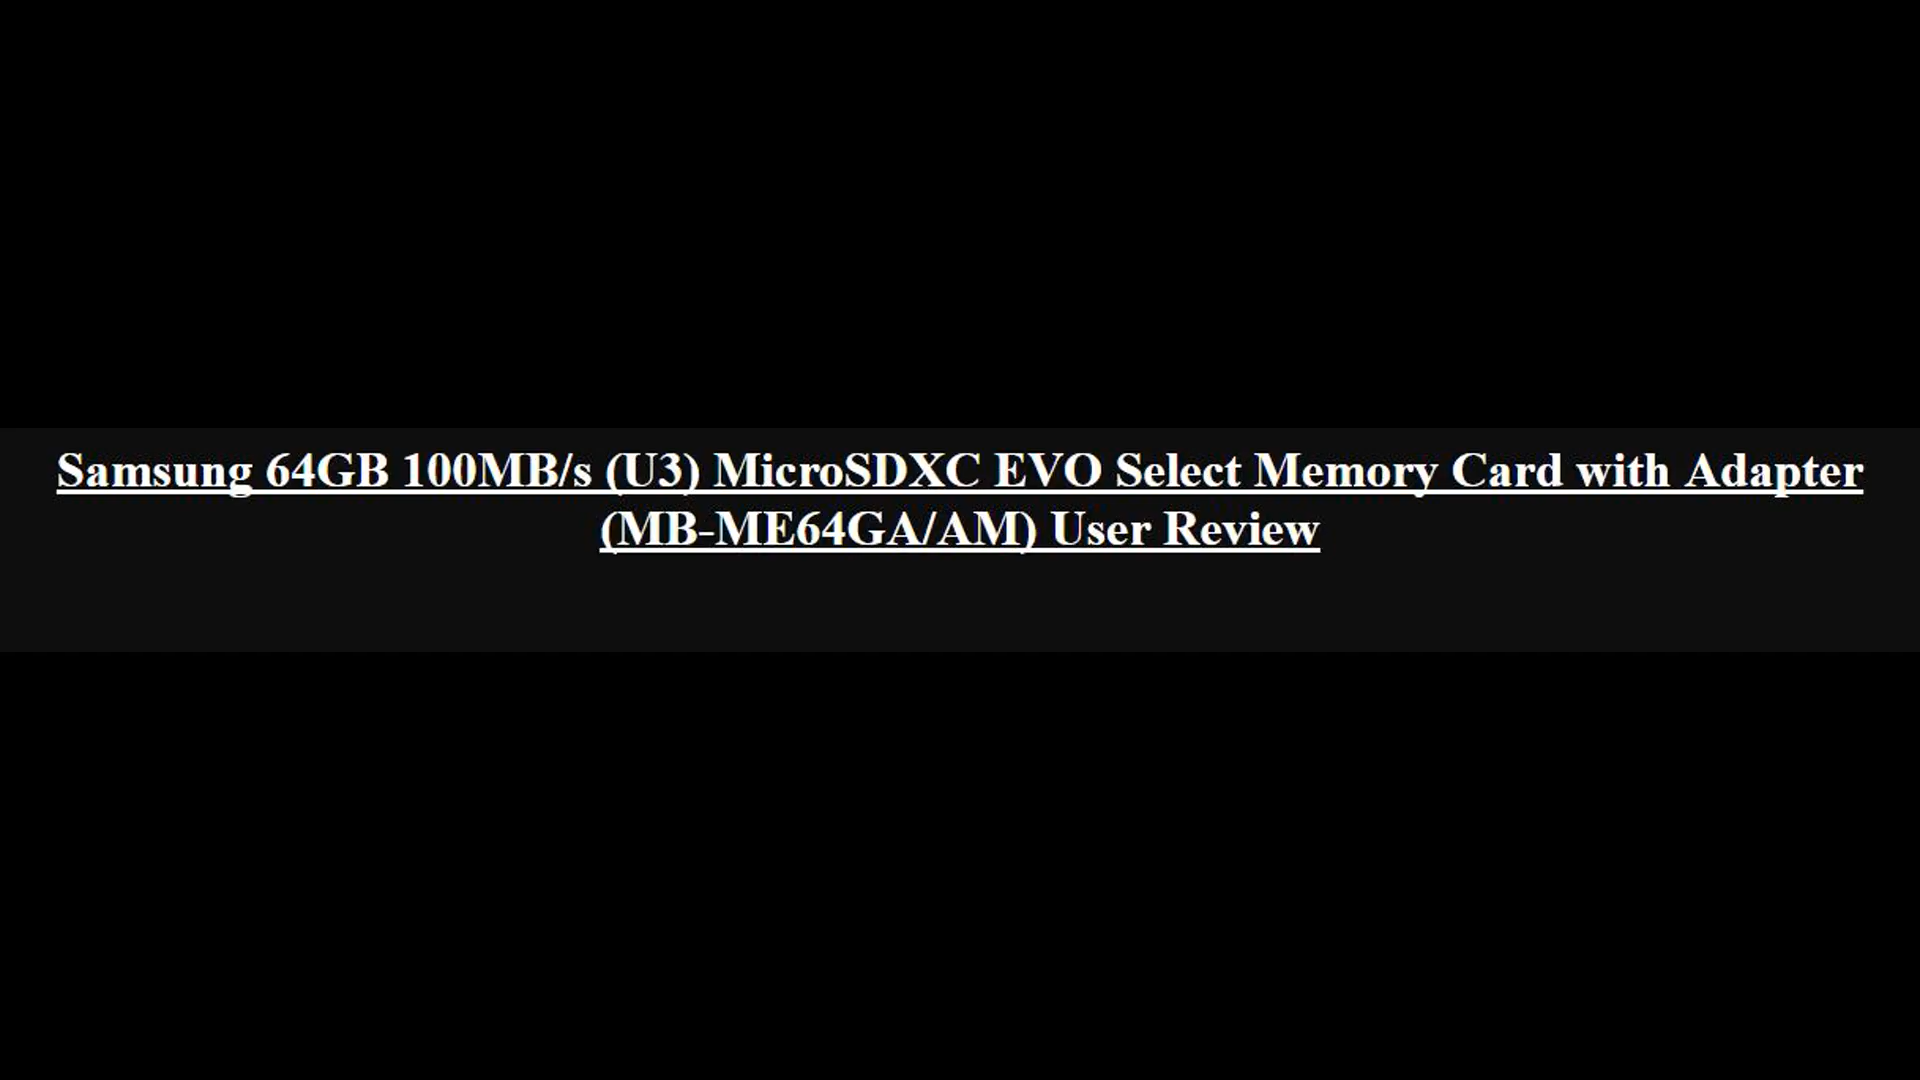 Samsung 64GB 100MB/s (U3) MicroSDXC EVO Select Memory Card with Adapter
(MB-ME64GA/AM) User Review